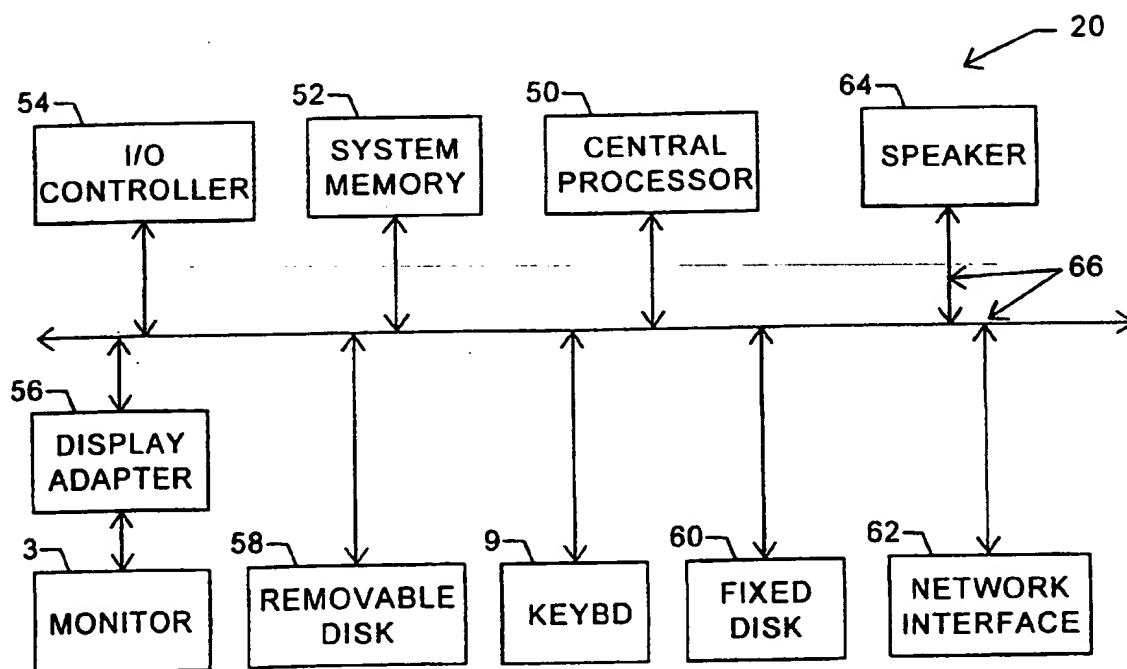 20
54
52
50
64
I/O
CONTROLLER
SYSTEM
MEMORY
CENTRAL
PROCESSOR
SPEAKER
66
56
DISPLAY
ADAPTER
3
58
9
60
62
MONITOR
REMOVABLE
DISK
KEYBD
FIXED
DISK
NETWORK
INTERFACE